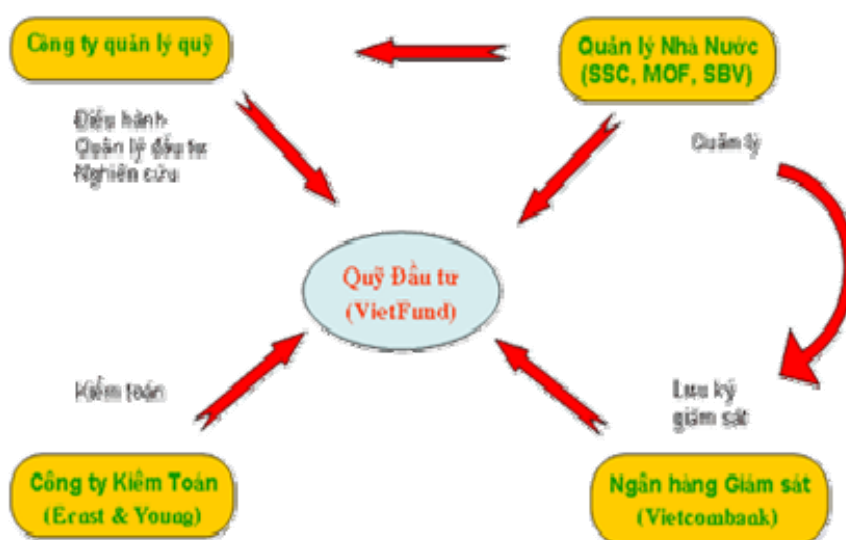 Công ty quản lý quỹ
Quản lý Nhà Nước
(SSC, MOF, SBV)
Điều hành
Quản lý đầu tư
Nghiên cứu
Quản lý
Quỹ Đầu tư
(VietFund)
Kiểm toán
Lưu ký
giám sát
Công ty Kiểm Toán
(Ernst & Young)
Ngân hàng Giám sát
(Vietcombank)